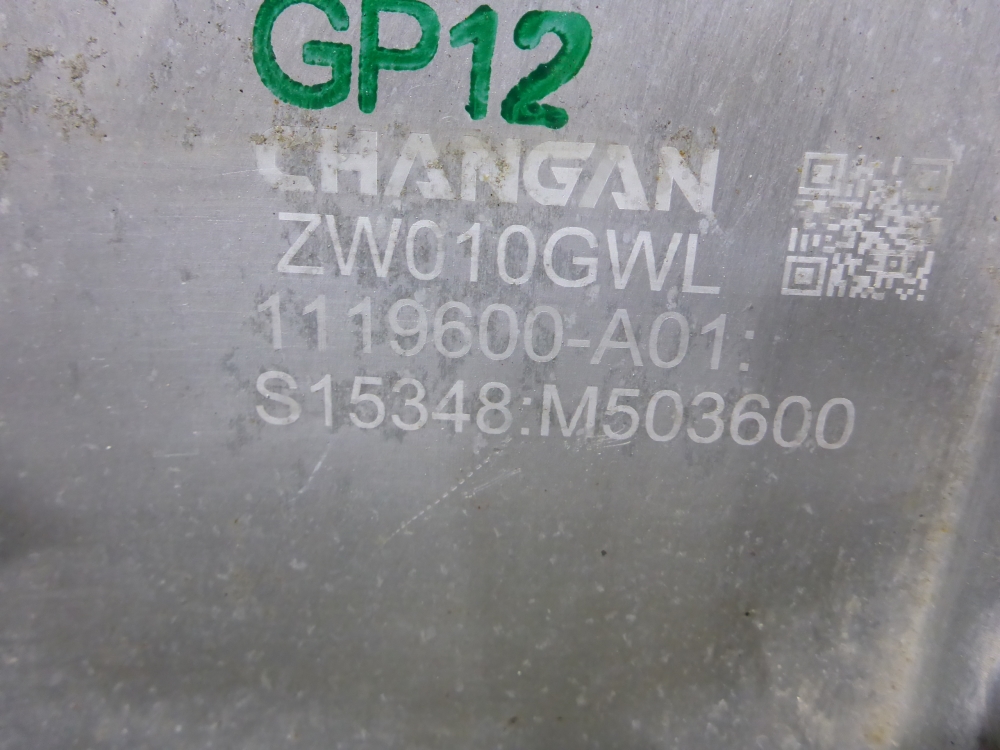 GP12
CHANGAN
ZW010GWL
1119600-A01:
S15348:M503600